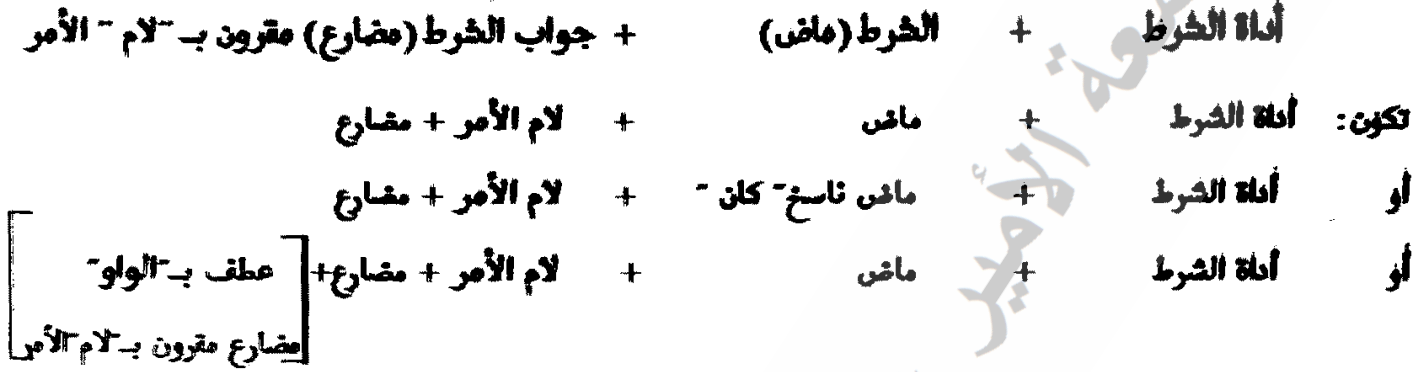 أداة الشرط + الشرط (ماض) + جواب الشرط (مضارع) مقرون بـ "لام" الأمر
تكون: أداة الشرط + ماض + لام الأمر + مضارع
أو أداة الشرط + ماض ناسخ "كان" + لام الأمر + مضارع
أو أداة الشرط + ماض + لام الأمر + مضارع + [عطف بـ "الواو"
مضارع مقرون بـ "لام" الأمر]